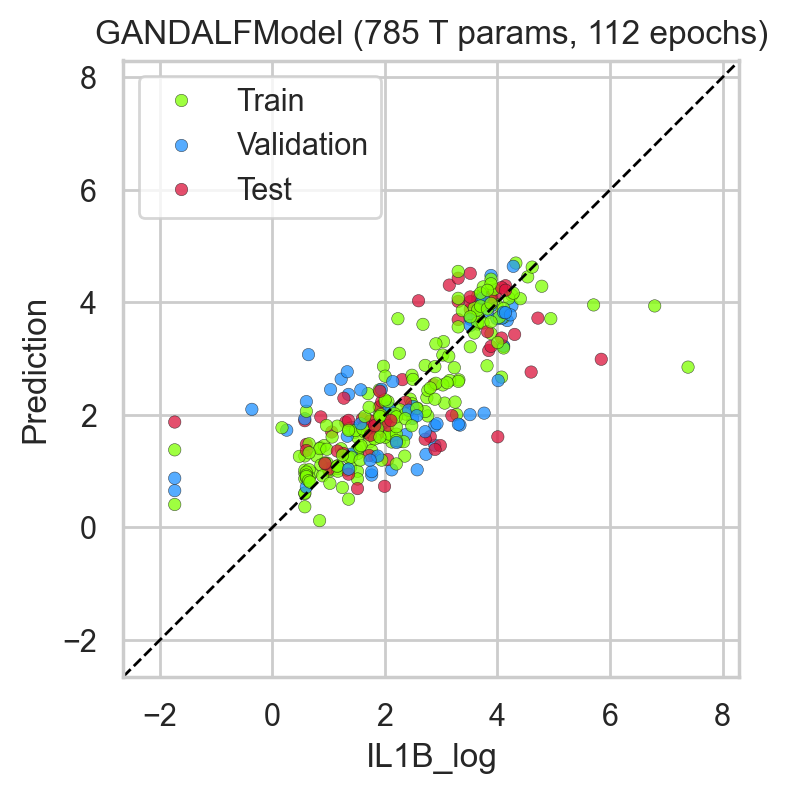 GANDALFModel (785 T params, 112 epochs)
8
6
4
2
0
−2
Train
Validation
Test
Prediction
−2 0 2 4 6 8
IL1B_log